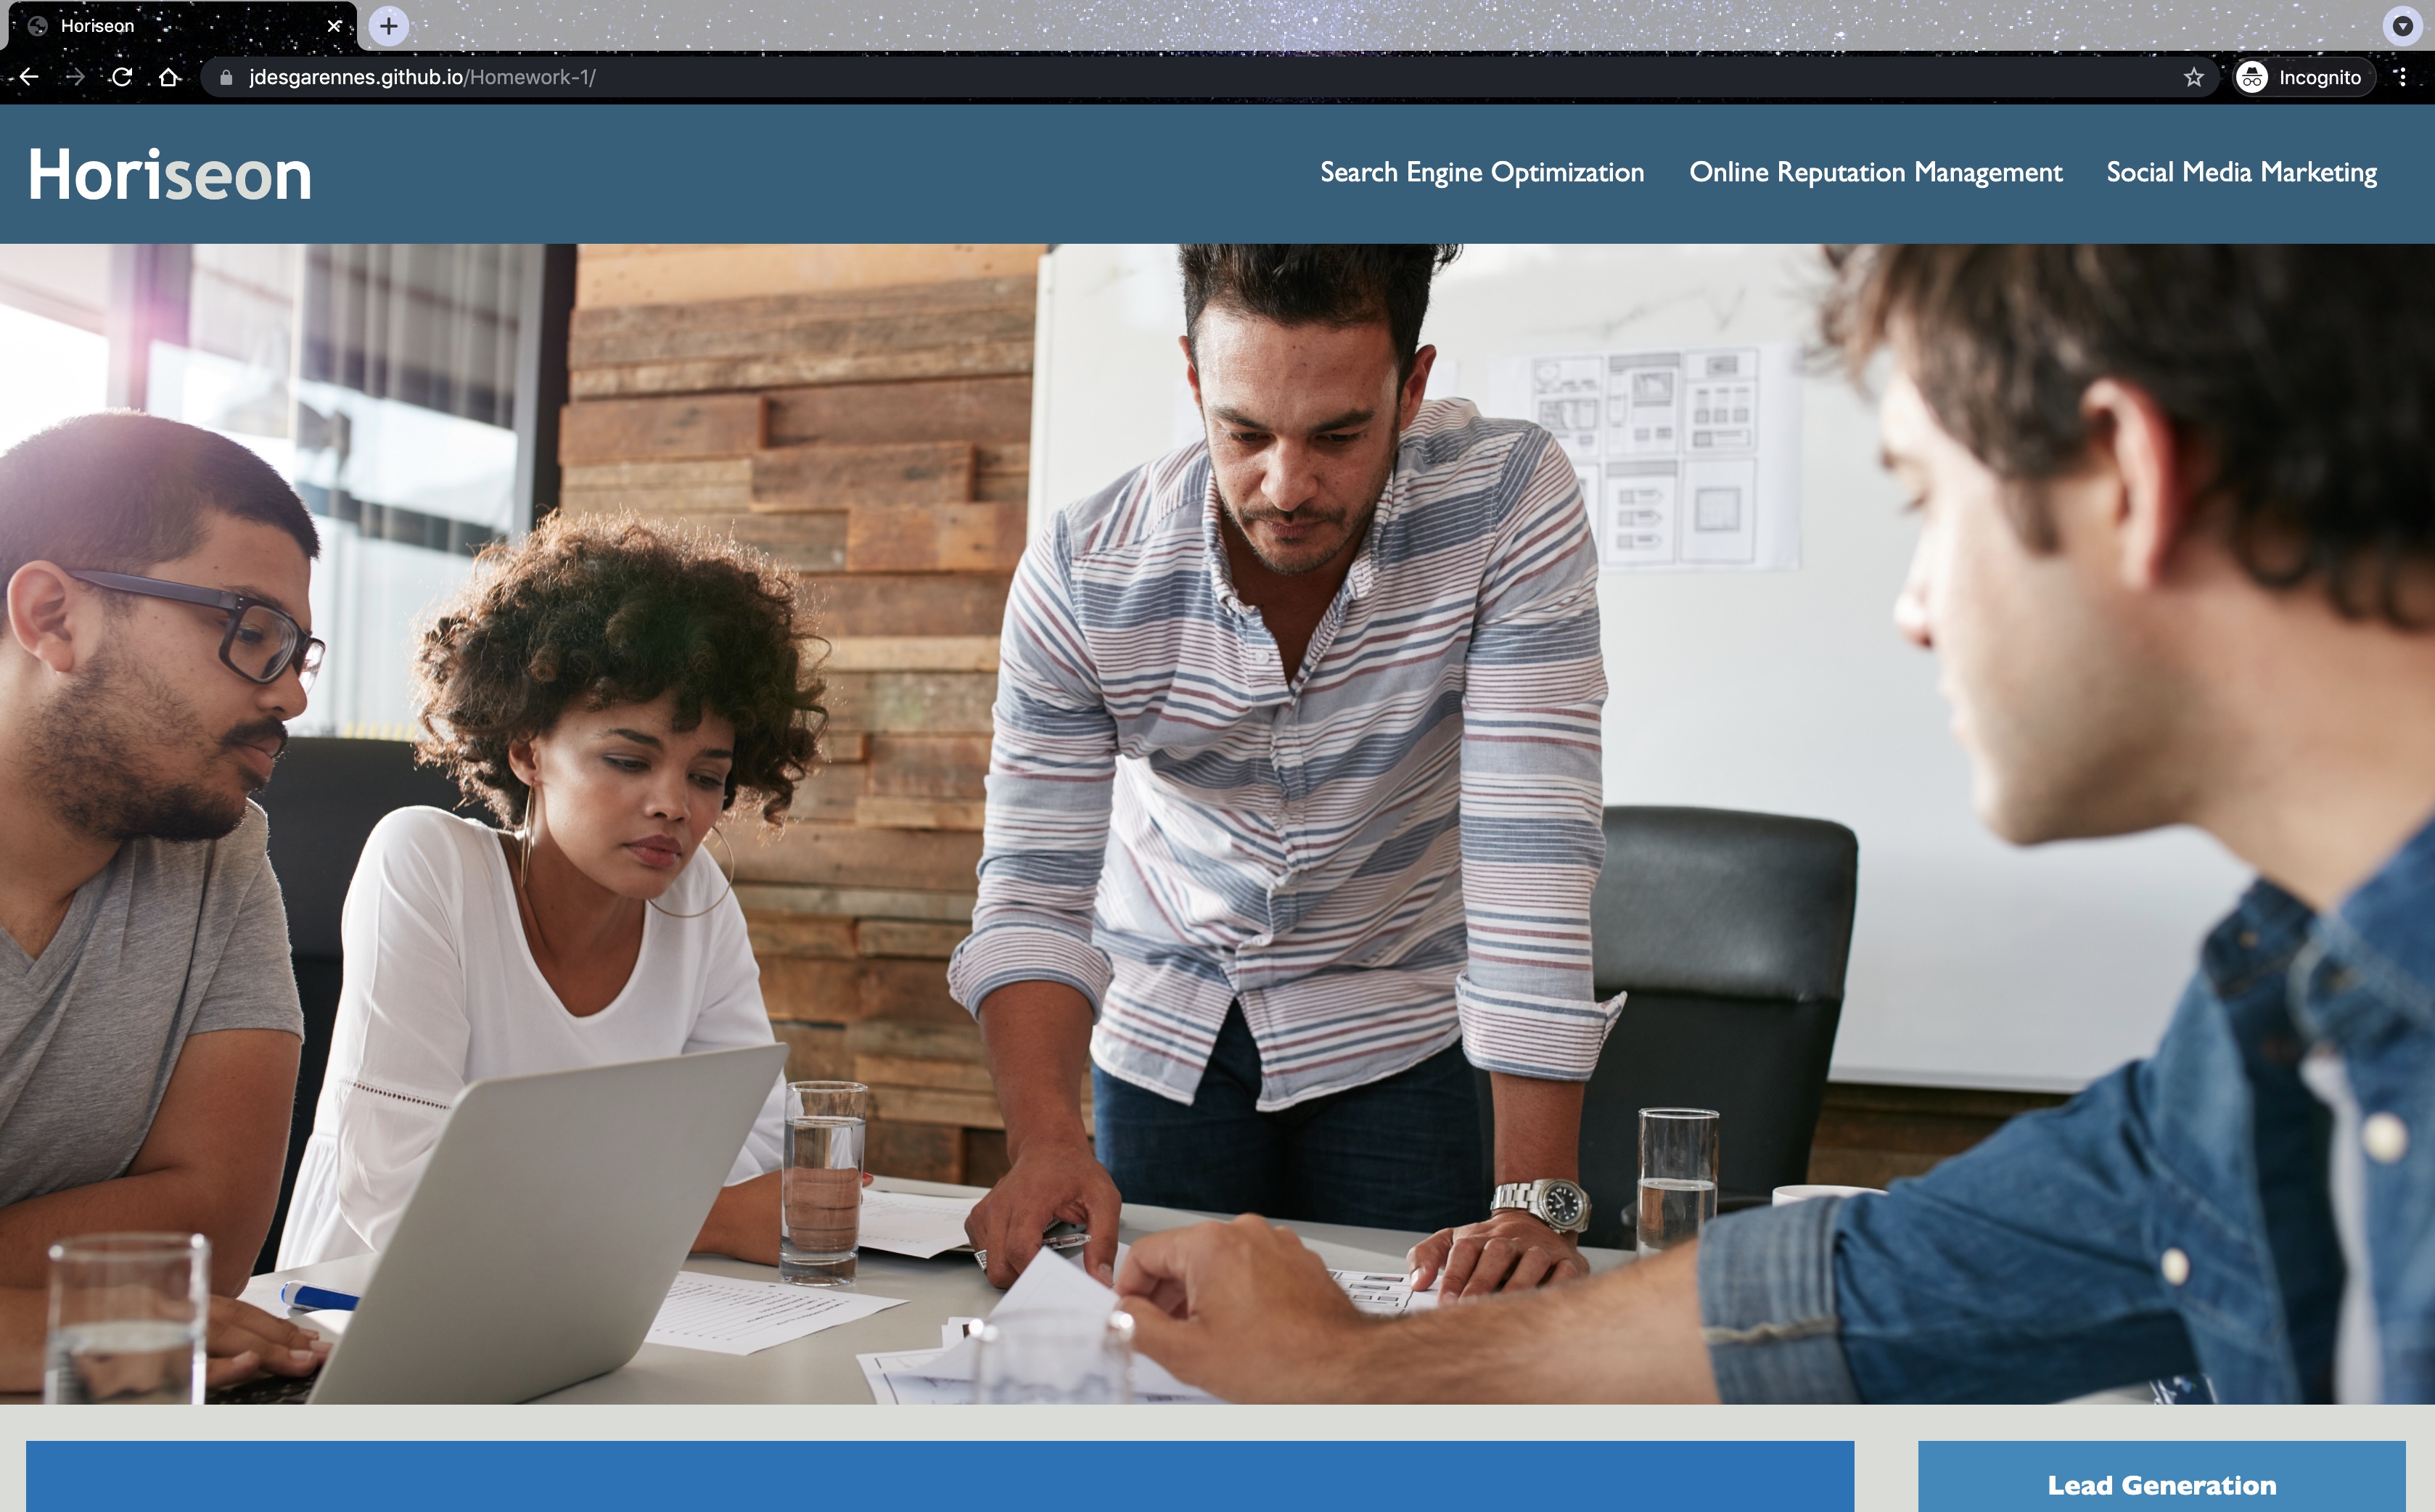 Horiseon
jdesgarennes.github.io/Homework-1/
Incognito
Horiseon
Search Engine Optimization
Online Reputation Management
Social Media Marketing
Lead Generation